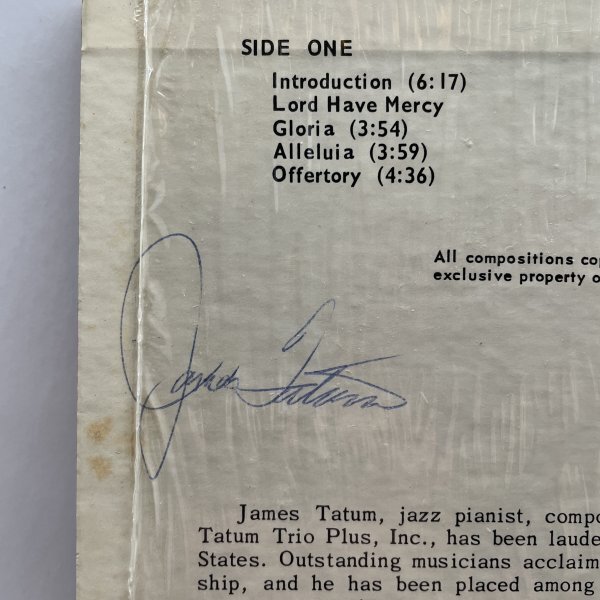 SIDE ONE
Introduction (6:17)
Lord Have Mercy
Gloria (3:54)
Alleluia (3:59)
Offertory (4:36)
All compositions cop
exclusive property o
James Tatum
James Tatum, jazz pianist, compo
Tatum Trio Plus, Inc., has been laude
States. Outstanding musicians acclaim
ship, and he has been placed among